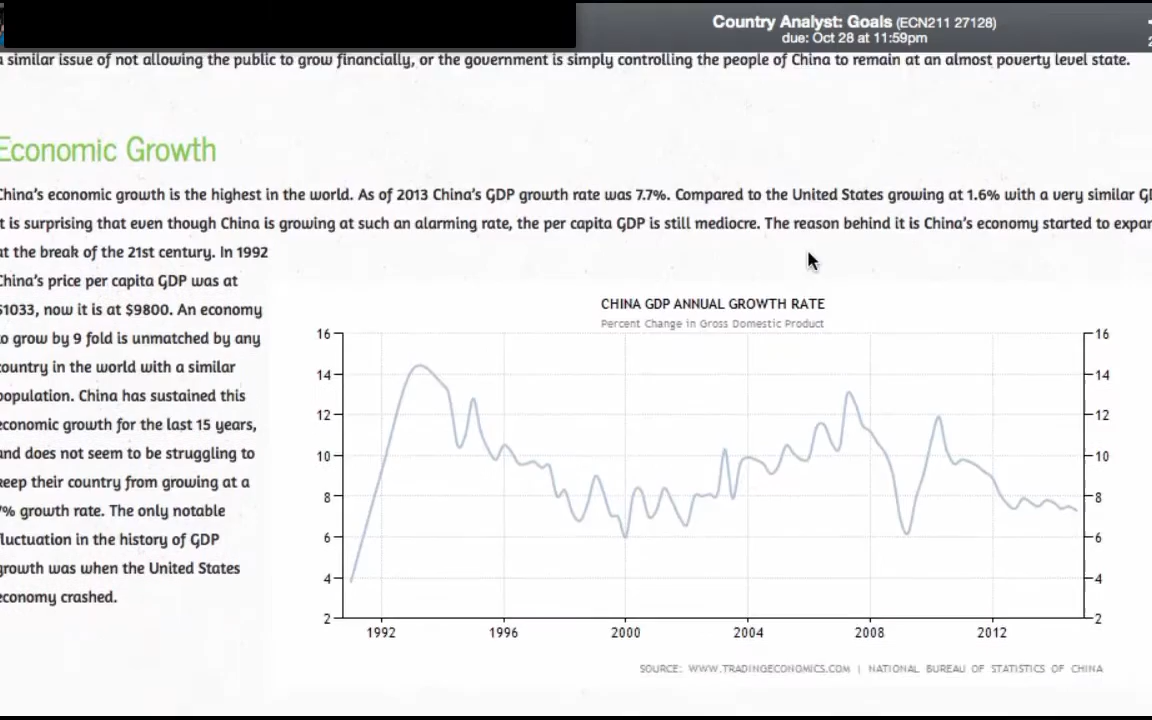 Country Analyst: Goals (ECN211 27128)
due: Oct 28 at 11:59pm
a similar issue of not allowing the public to grow financially, or the government is simply controlling the people of China to remain at an almost poverty level state.
Economic Growth
China's economic growth is the highest in the world. As of 2013 China's GDP growth rate was 7.7%. Compared to the United States growing at 1.6% with a very similar
it is surprising that even though China is growing at such an alarming rate, the per capita GDP is still mediocre. The reason behind it is China's economy started to
at the break of the 21st century. In 1992
China's price per capita GDP was at
$1033, now it is at $9800. An economy
to grow by 9 fold is unmatched by any
country in the world with a similar
population. China has sustained this
economic growth for the last 15 years,
and does not seem to be struggling to
keep their country from growing at a
7% growth rate. The only notable
fluctuation in the history of GDP
growth was when the United States
economy crashed.
CHINA GDP ANNUAL GROWTH RATE
Percent Change in Gross Domestic Product
16 16
14 14
12 12
10 10
8 8
6 6
4 4
2 2
1992 1996 2000 2004 2008 2012
SOURCE: WWW.TRADINGECONOMICS.COM | NATIONAL BUREAU OF STATISTICS OF CHINA